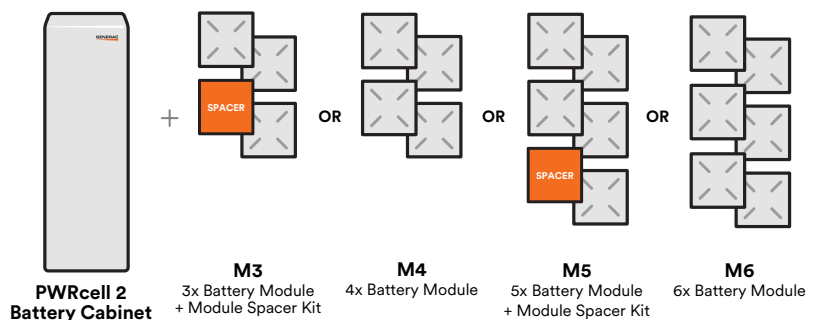 GENERAC
SPACER
OR
OR
SPACER
OR
PWRcell 2
Battery Cabinet
M3
3x Battery Module
+ Module Spacer Kit
M4
4x Battery Module
M5
5x Battery Module
+ Module Spacer Kit
M6
6x Battery Module